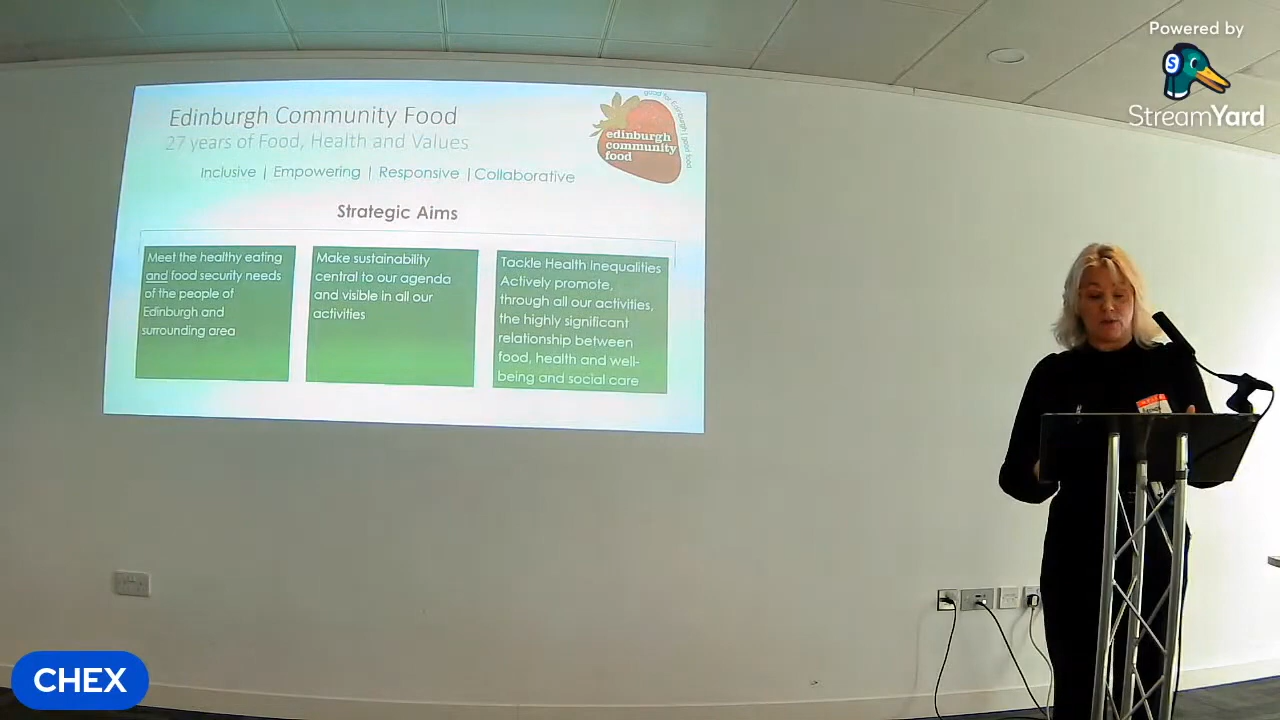 Powered by
StreamYard
Edinburgh Community Food
27 years of Food, Health and Values
Inclusive | Empowering | Responsive |Collaborative
edinburgh
community
food
Strategic Aims
Meet the healthy eating
and food security needs
of the people of
Edinburgh and
surrounding area
Make sustainability
central to our agenda
and visible in all our
activities
Tackle Health Inequalities
Actively promote,
through all our activities,
the highly significant
relationship between
food, health and well-
being and social care
CHEX